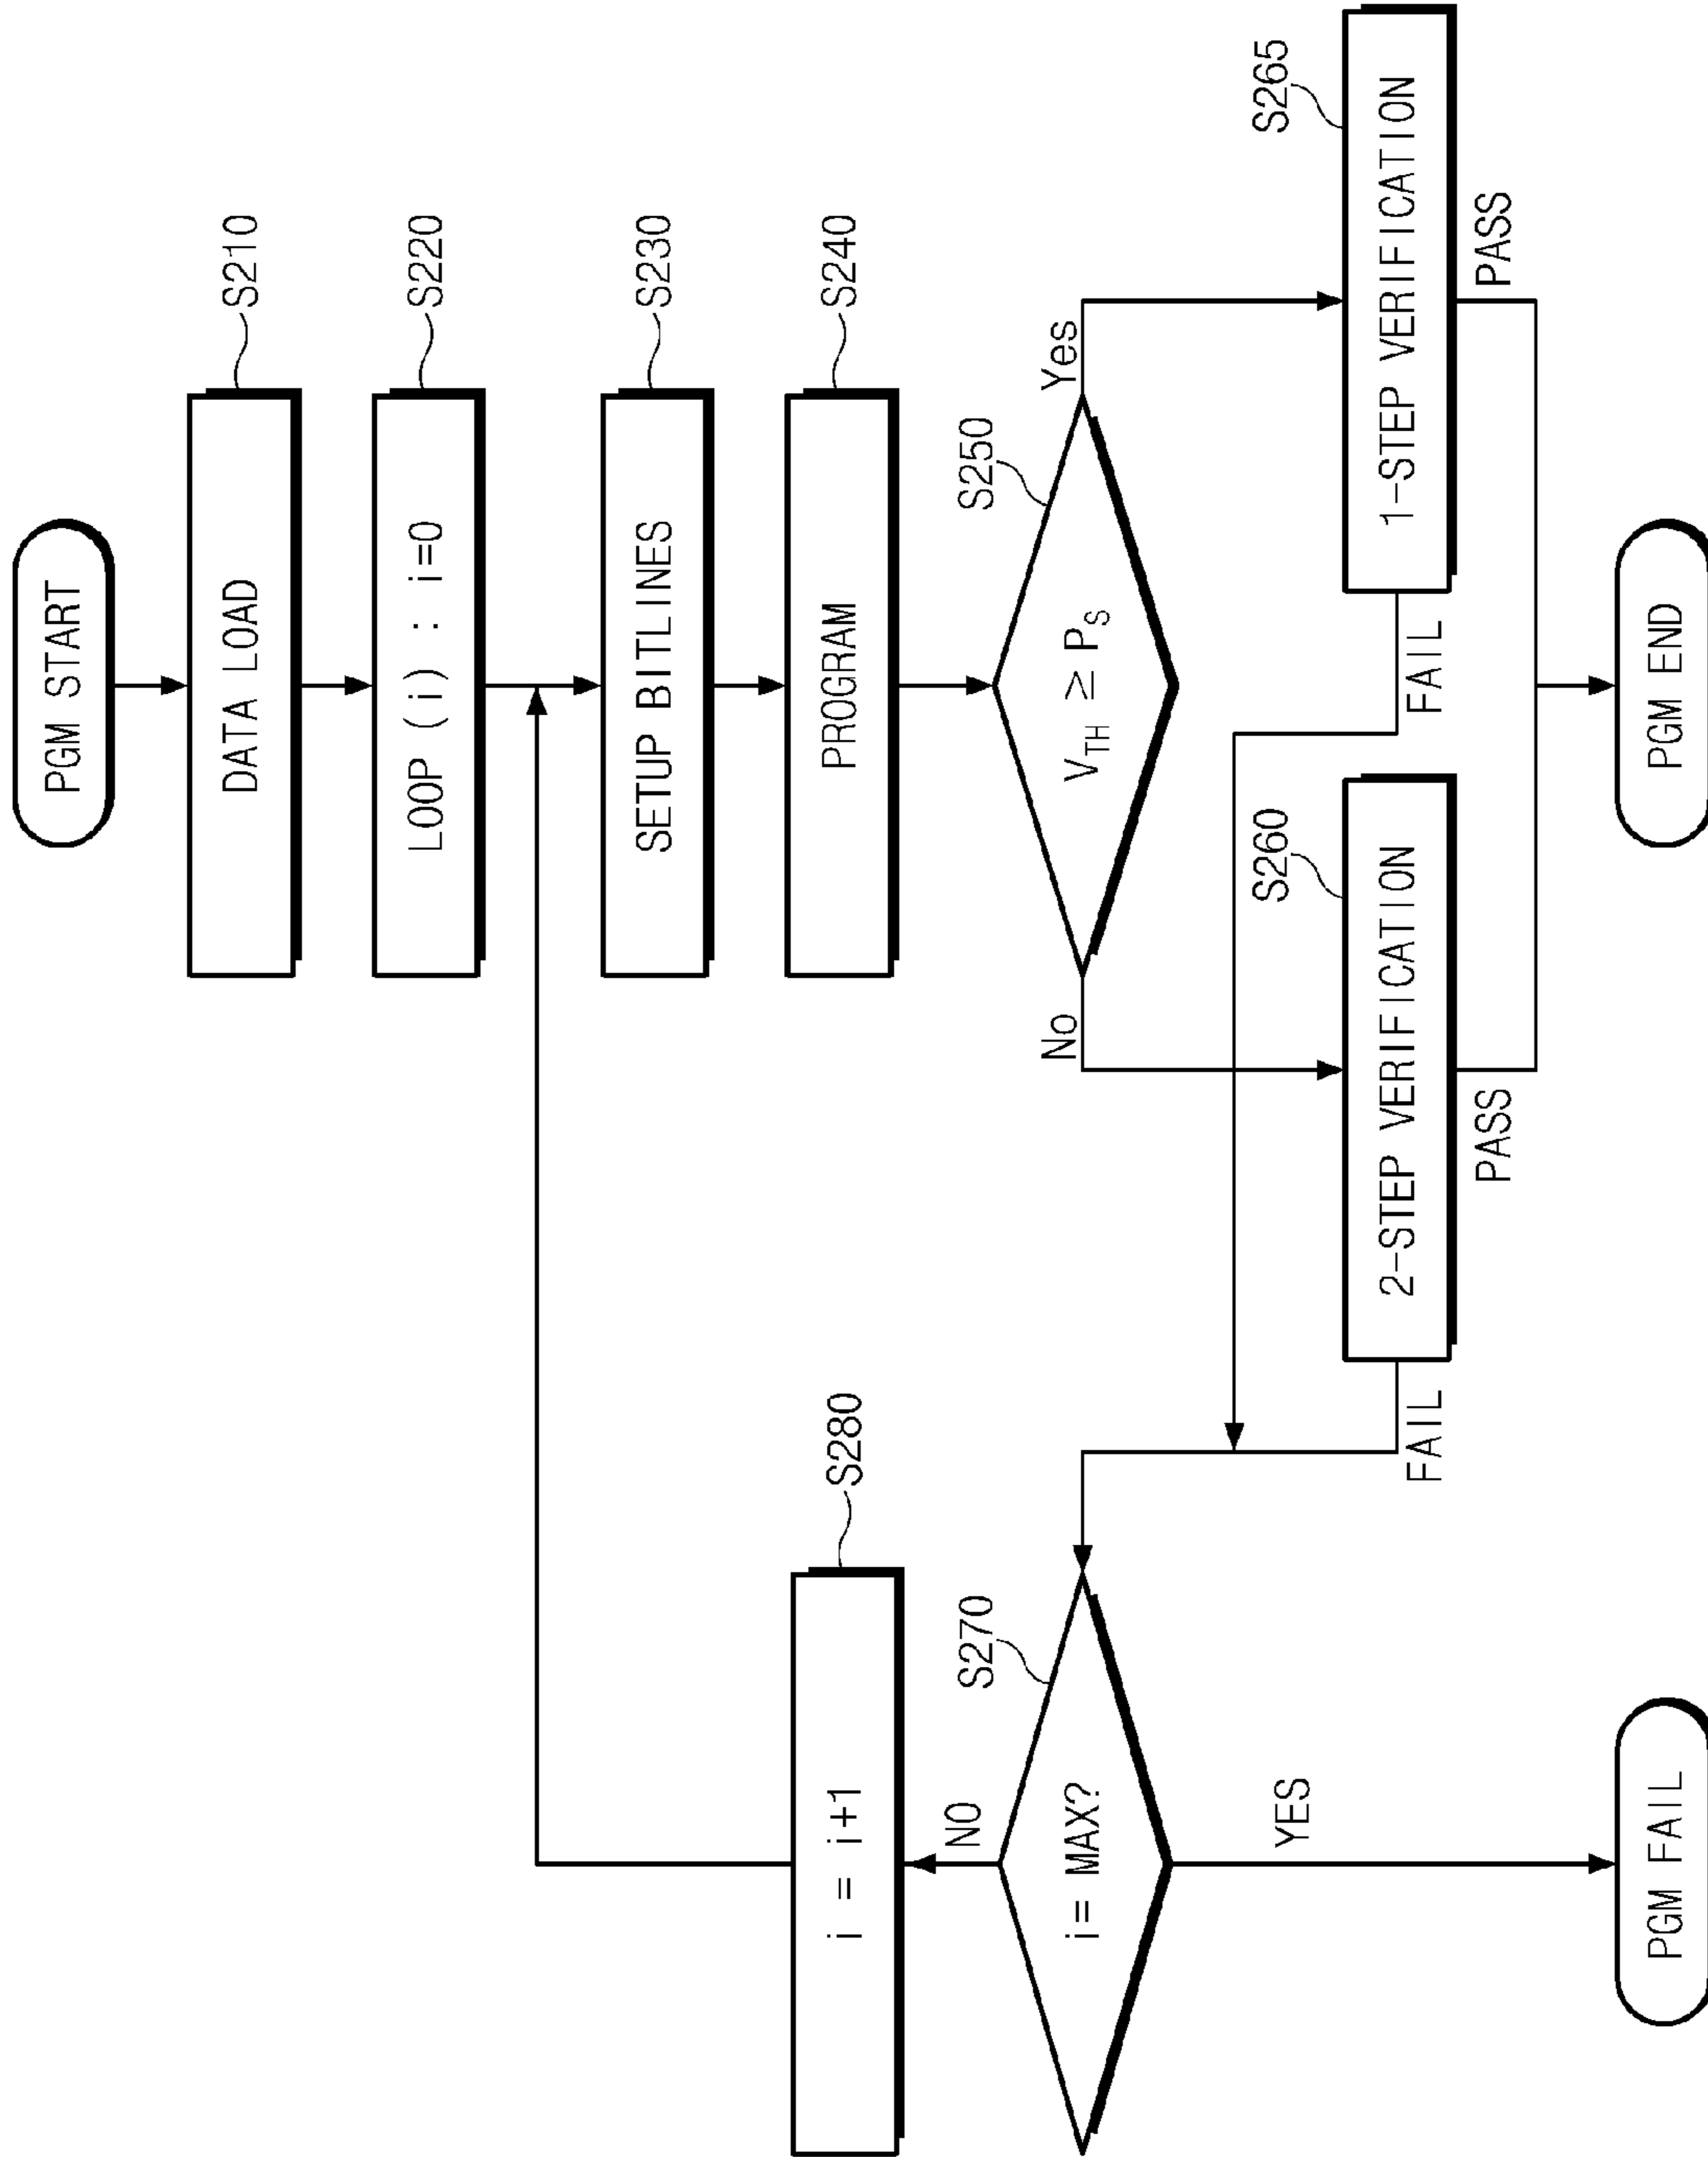 PGM START
DATA LOAD
S210
LOOP (i) : i=0
S220
SETUP BITLINES
S230
PROGRAM
S240
i = i+1
S280
NO
i= MAX?
S270
YES
PGM FAIL
VTH ≥ PS
S250
No
Yes
2-STEP VERIFICATION
S260
FAIL
PASS
1-STEP VERIFICATION
S265
FAIL
PASS
PGM END